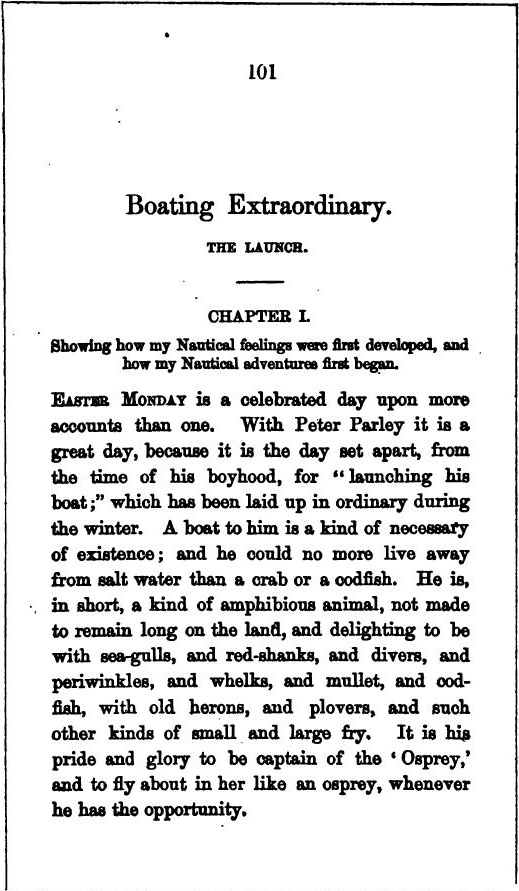 101
Boating Extraordinary.
THE LAUNCH.
CHAPTER I.
Showing how my Nautical feelings were first developed, and
how my Nautical adventures first began.
EASTER MONDAY is a celebrated day upon more
accounts than one. With Peter Parley it is a
great day, because it is the day set apart, from
the time of his boyhood, for "launching his
boat;" which has been laid up in ordinary during
the winter. A boat to him is a kind of necessary
of existence; and he could no more live away
from salt water than a crab or a codfish. He is,
in short, a kind of amphibious animal, not made
to remain long on the land, and delighting to be
with sea-gulls, and red-shanks, and divers, and
periwinkles, and whelks, and mullet, and cod-
fish, with old herons, and plovers, and such
other kinds of small and large fry. It is his
pride and glory to be captain of the 'Osprey,'
and to fly about in her like an osprey, whenever
he has the opportunity.